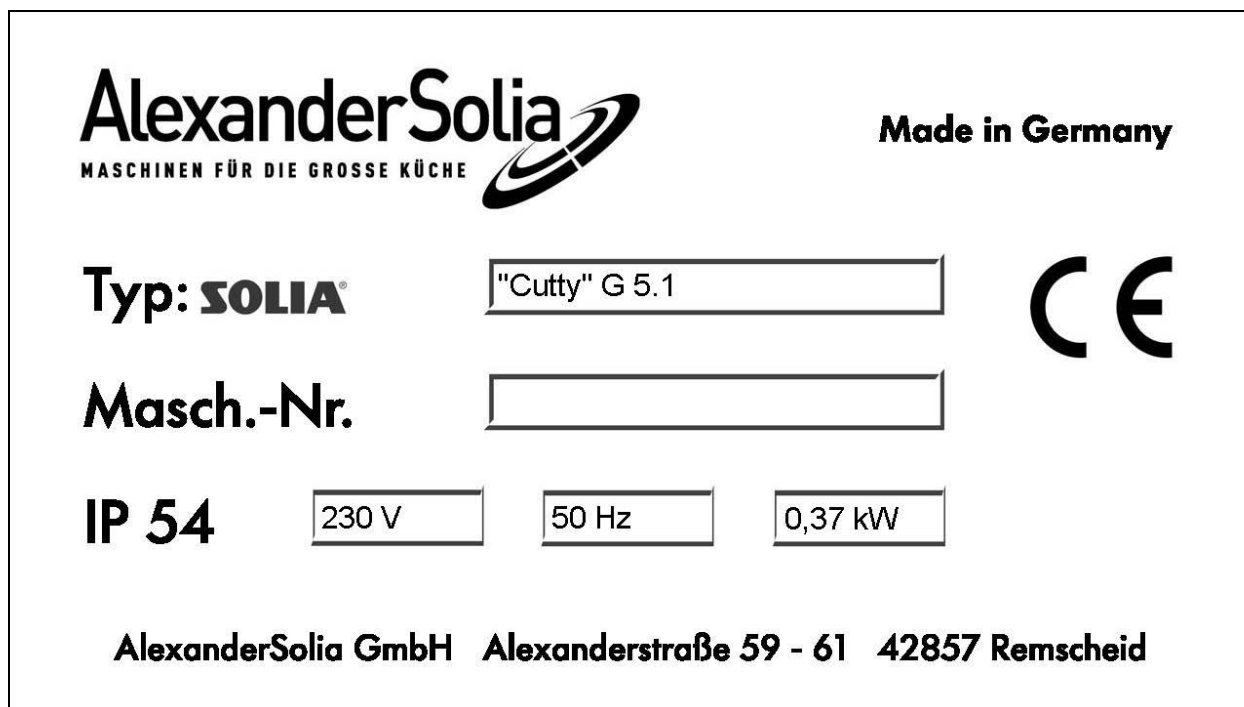 AlexanderSolia
MASCHINEN FÜR DIE GROSSE KÜCHE
Made in Germany
Typ: SOLIA® "Cutty" G 5.1
CE
Masch.-Nr.
IP 54 230 V 50 Hz 0,37 kW
AlexanderSolia GmbH Alexanderstraße 59 - 61 42857 Remscheid